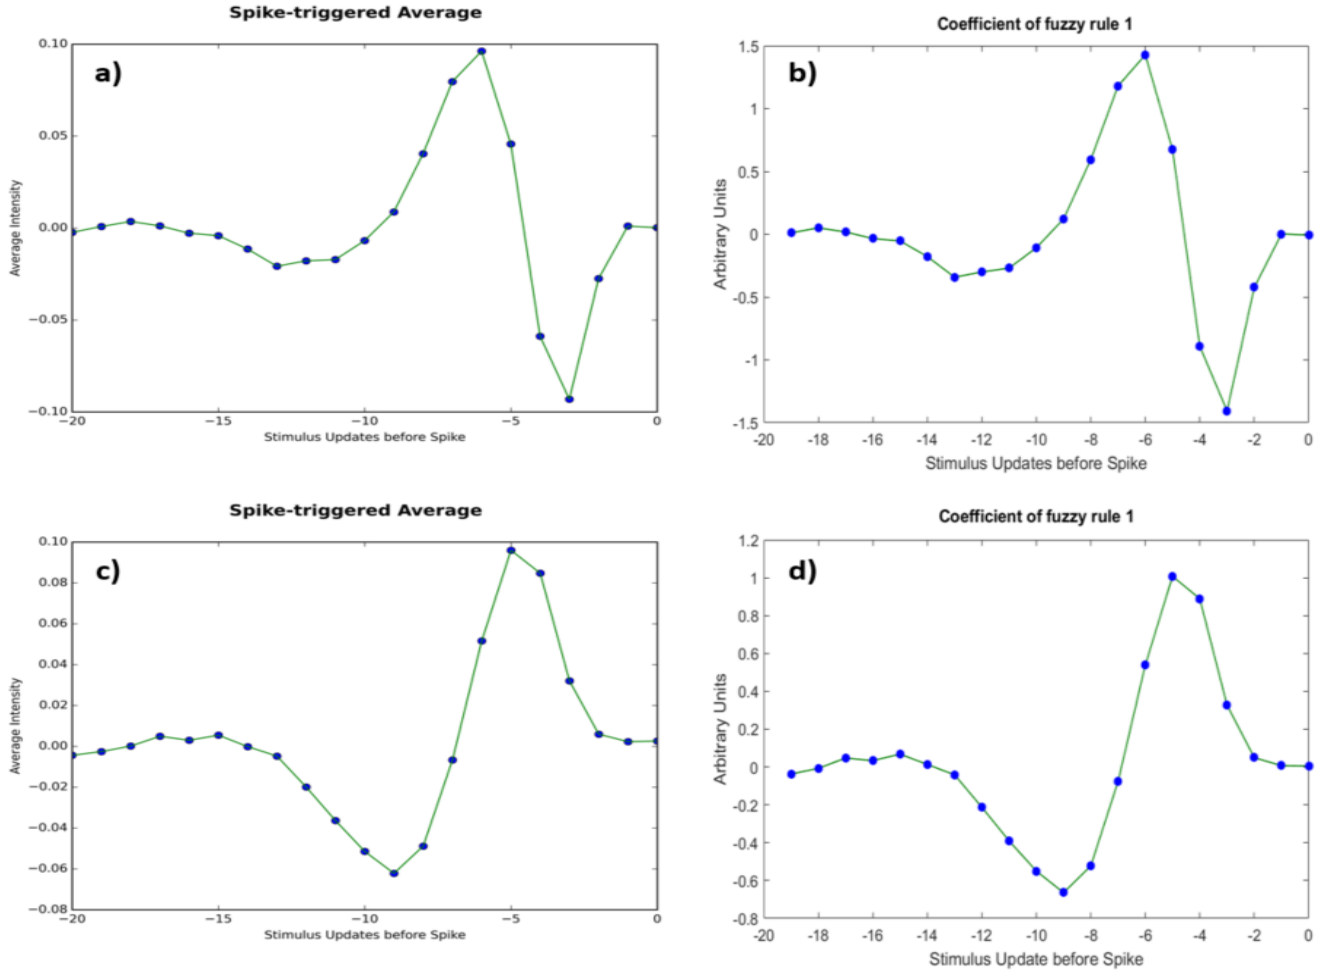 Spike-triggered Average
a)
0.10
0.05
0.00
−0.05
−0.10
−20 −15 −10 −5 0
Average Intensity
Stimulus Updates before Spike
Coefficient of fuzzy rule 1
b)
1.5
1
0.5
0
-0.5
-1
-1.5
-20 -18 -16 -14 -12 -10 -8 -6 -4 -2 0
Arbitrary Units
Stimulus Updates before Spike
Spike-triggered Average
c)
0.10
0.08
0.06
0.04
0.02
0.00
−0.02
−0.04
−0.06
−0.08
−20 −15 −10 −5 0
Average Intensity
Stimulus Updates before Spike
Coefficient of fuzzy rule 1
d)
1.2
1
0.8
0.6
0.4
0.2
0
-0.2
-0.4
-0.6
-0.8
-20 -18 -16 -14 -12 -10 -8 -6 -4 -2 0
Arbitrary Units
Stimulus Update before Spike